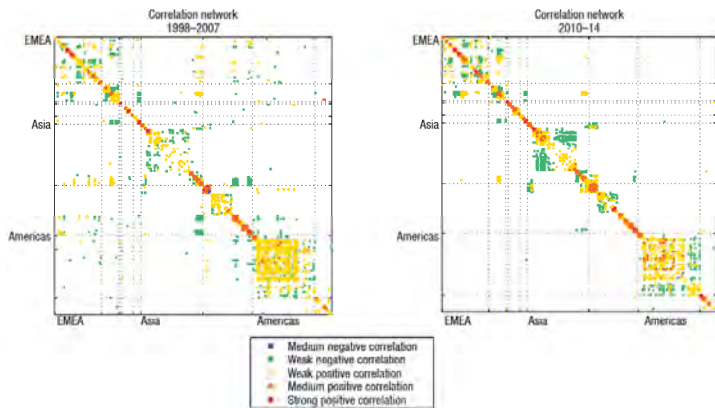 Correlation network
1998–2007
EMEA
Asia
Americas
EMEA
Asia
Americas
Correlation network
2010–14
EMEA
Asia
Americas
EMEA
Asia
Americas
Medium negative correlation
Weak negative correlation
Weak positive correlation
Medium positive correlation
Strong positive correlation